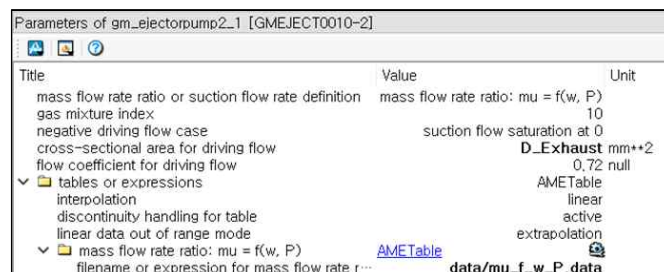 Parameters of gm_ejectorpump2_1 [GMEJECT0010-2]
Title Value Unit
mass flow rate ratio or suction flow rate definition mass flow rate ratio: mu = f(w, P)
gas mixture index 10
negative driving flow case suction flow saturation at 0
cross-sectional area for driving flow D_Exhaust mm**2
flow coefficient for driving flow 0,72 null
tables or expressions AMETable
interpolation linear
discontinuity handling for table active
linear data out of range mode extrapolation
mass flow rate ratio: mu = f(w, P) AMETable
filename or expression for mass flow rate r··· data/mu_f_w_P_data